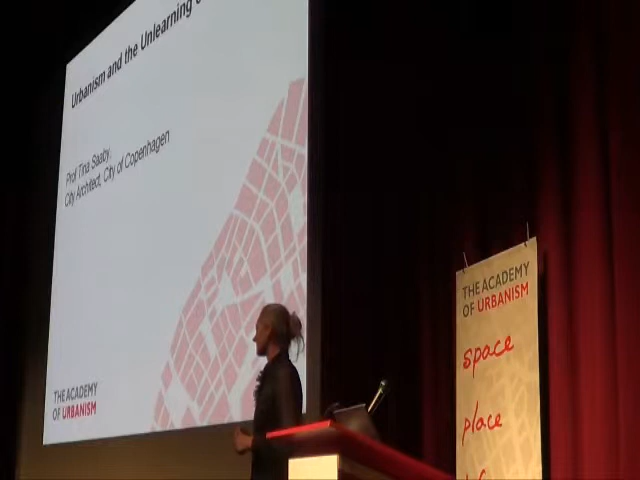 Urbanism and the Unlearning
Prof Tina Saaby,
City Architect, City of Copenhagen
THE ACADEMY
OF URBANISM
THE ACADEMY
OF URBANISM
space
place